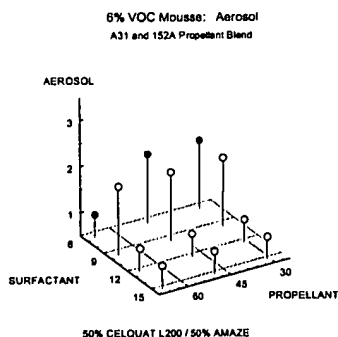 6% VOC Mousse: Aerosol
A31 and 152A Propellant Blend
AEROSOL
3
2
1
6
9
12
15
SURFACTANT
60
45
30
PROPELLANT
50% CELQUAT L200 / 50% AMAZE